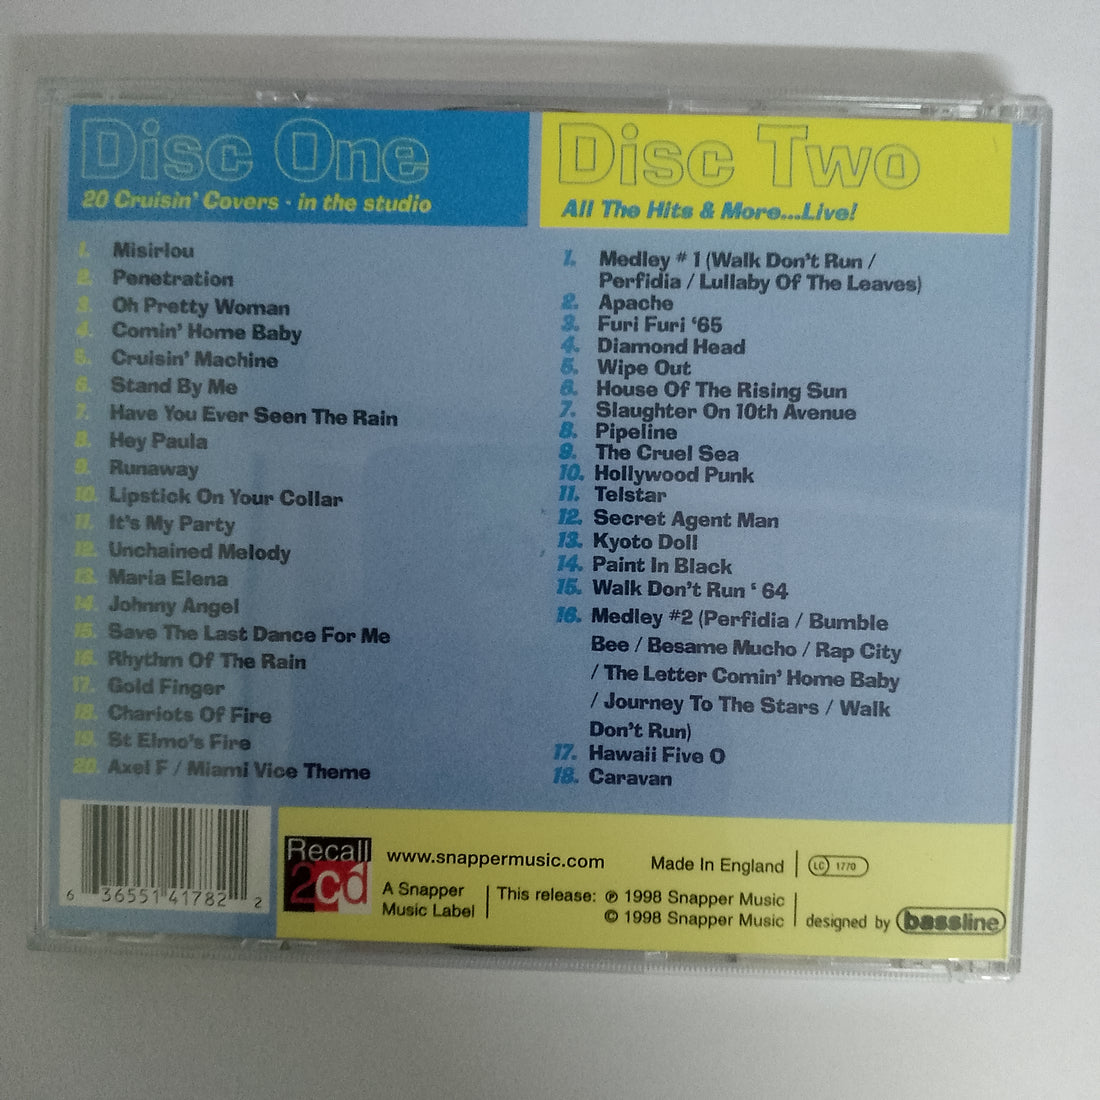 Disc One
20 Cruisin' Covers - in the studio
1. Misirlou
2. Penetration
3. Oh Pretty Woman
4. Comin' Home Baby
5. Cruisin' Machine
6. Stand By Me
7. Have You Ever Seen The Rain
8. Hey Paula
9. Runaway
10. Lipstick On Your Collar
11. It's My Party
12. Unchained Melody
13. Maria Elena
14. Johnny Angel
15. Save The Last Dance For Me
16. Rhythm Of The Rain
17. Gold Finger
18. Chariots Of Fire
19. St Elmo's Fire
20. Axel F / Miami Vice Theme
Disc Two
All The Hits & More...Live!
1. Medley # 1 (Walk Don't Run /
Perfidia / Lullaby Of The Leaves)
2. Apache
3. Furi Furi '65
4. Diamond Head
5. Wipe Out
6. House Of The Rising Sun
7. Slaughter On 10th Avenue
8. Pipeline
9. The Cruel Sea
10. Hollywood Punk
11. Telstar
12. Secret Agent Man
13. Kyoto Doll
14. Paint In Black
15. Walk Don't Run ' 64
16. Medley #2 (Perfidia / Bumble
Bee / Besame Mucho / Rap City
/ The Letter Comin' Home Baby
/ Journey To The Stars / Walk
Don't Run)
17. Hawaii Five O
18. Caravan
6 36551 41782 2
Recall
2cd
www.snappermusic.com
Made In England
LC 1770
A Snapper
Music Label
This release: ℗ 1998 Snapper Music
© 1998 Snapper Music
designed by bassline